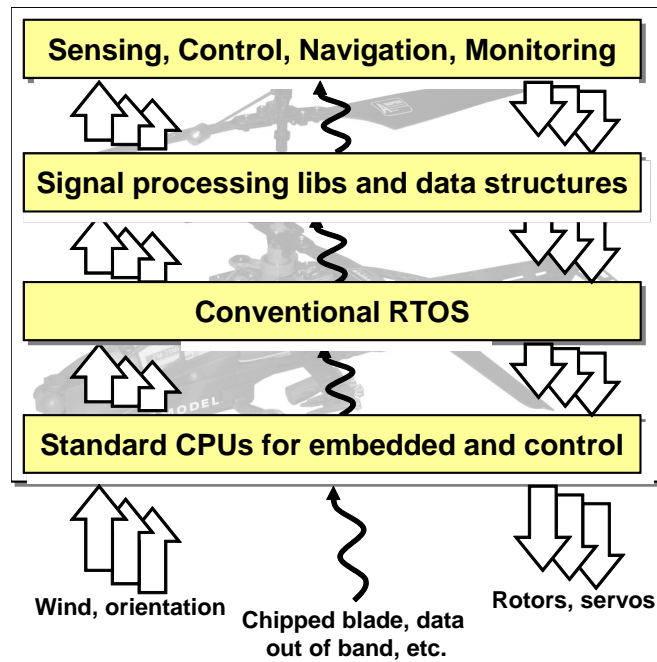 Sensing, Control, Navigation, Monitoring
Signal processing libs and data structures
Conventional RTOS
MODEL
Standard CPUs for embedded and control
Wind, orientation
Chipped blade, data
out of band, etc.
Rotors, servos